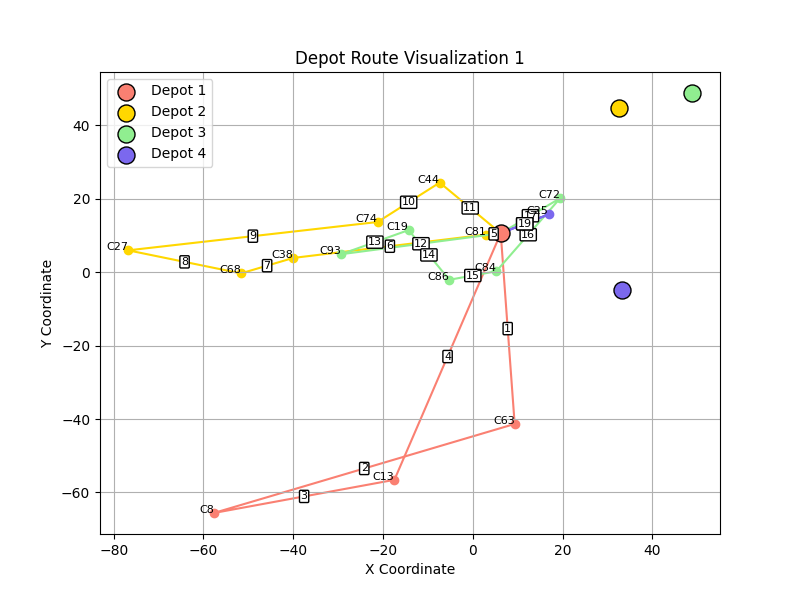 Depot Route Visualization 1
Depot 1
Depot 2
Depot 3
Depot 4
Y Coordinate
40
20
0
−20
−40
−60
C44
C72
10
11
C74
C19
C25
17
19
C81
5
16
9
13
12
6
C27
C93
14
8
C38
7
C68
C84
C86
15
1
4
C63
2
C13
3
C8
−80
−60
−40
−20
0
20
40
X Coordinate